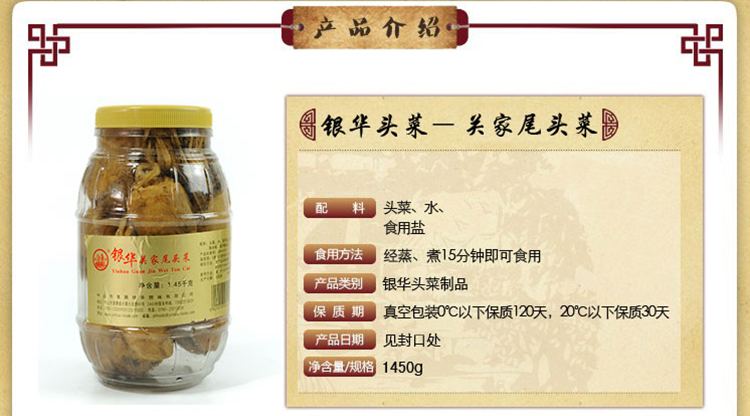 产品介绍
银华头菜一关家尾头菜
配 料 头菜、水、
食用盐
食用方法 经蒸、煮15分钟即可食用
产品类别 银华头菜制品
保 质 期 真空包装0℃以下保质120天，20℃以下保质30天
产品日期 见封口处
净含量/规格 1450g
银华关家尾头菜
Yinhua Guan Jia Wei Tou Cai
净含量：1.45千克